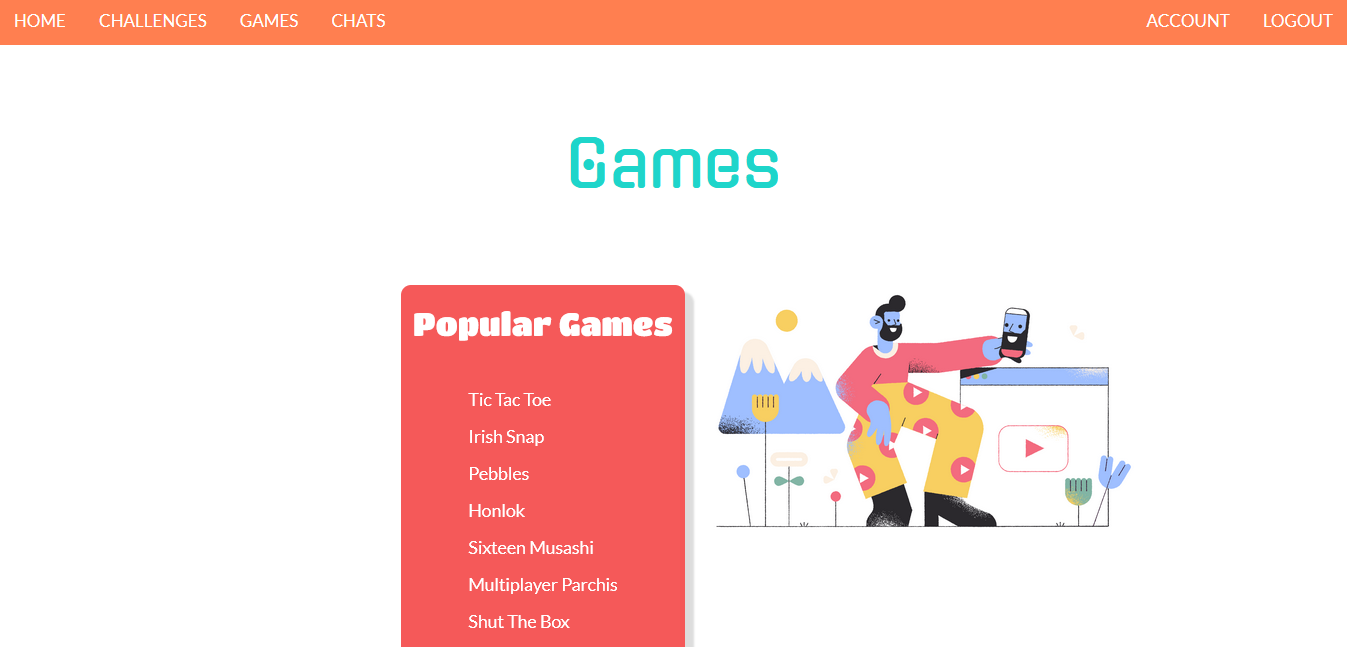 HOME CHALLENGES GAMES CHATS ACCOUNT LOGOUT
Games
Popular Games
Tic Tac Toe
Irish Snap
Pebbles
Honlok
Sixteen Musashi
Multiplayer Parchis
Shut The Box